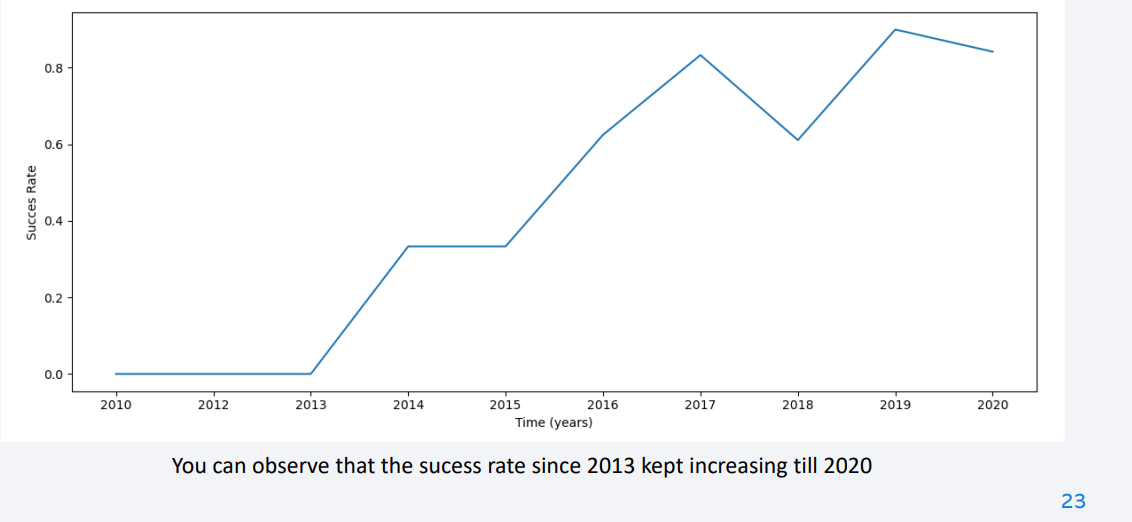 0.8
0.6
0.4
0.2
0.0
Succes Rate
2010 2012 2013 2014 2015 2016 2017 2018 2019 2020
Time (years)
You can observe that the sucess rate since 2013 kept increasing till 2020
23